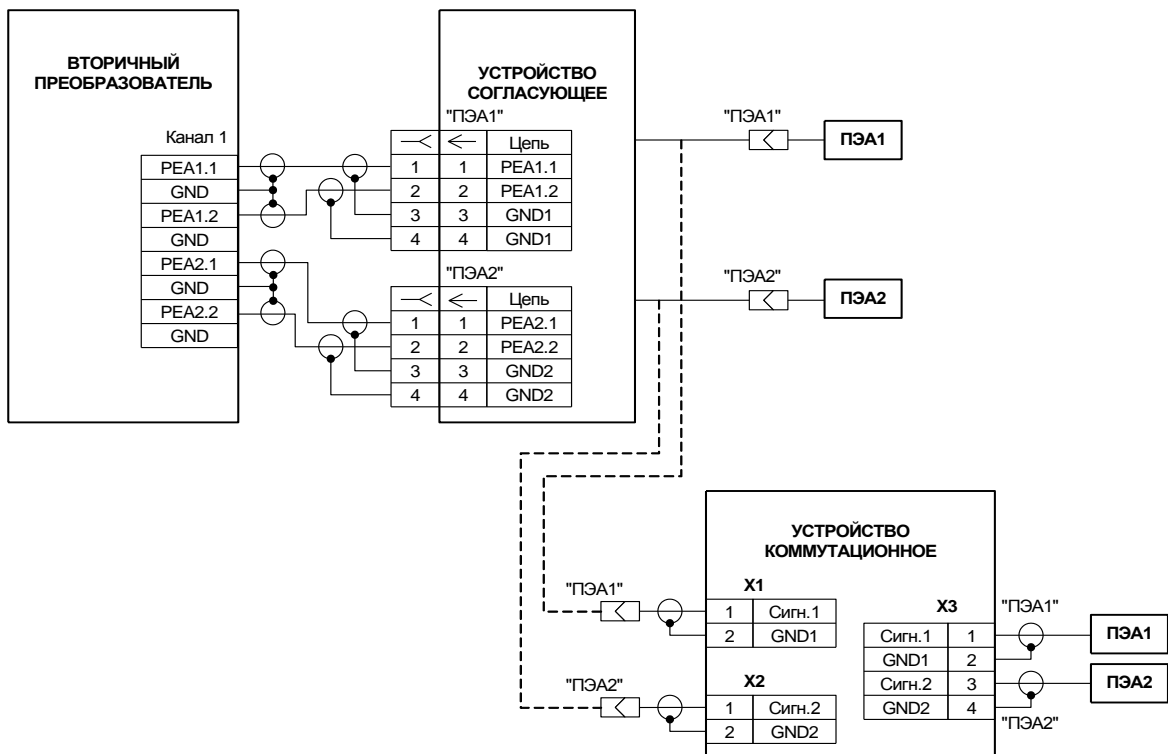 ВТОРИЧНЫЙ
ПРЕОБРАЗОВАТЕЛЬ
Канал 1
PEA1.1
GND
PEA1.2
GND
PEA2.1
GND
PEA2.2
GND
УСТРОЙСТВО
СОГЛАСУЮЩЕЕ
"ПЭА1"
Цепь
1 1 PEA1.1
2 2 PEA1.2
3 3 GND1
4 4 GND1
"ПЭА2"
Цепь
1 1 PEA2.1
2 2 PEA2.2
3 3 GND2
4 4 GND2
"ПЭА1"
ПЭА1
"ПЭА2"
ПЭА2
УСТРОЙСТВО
КОММУТАЦИОННОЕ
"ПЭА1"
X1
1 Сигн.1
2 GND1
"ПЭА2"
X2
1 Сигн.2
2 GND2
X3
Сигн.1 1
GND1 2
Сигн.2 3
GND2 4
"ПЭА1"
ПЭА1
ПЭА2
"ПЭА2"